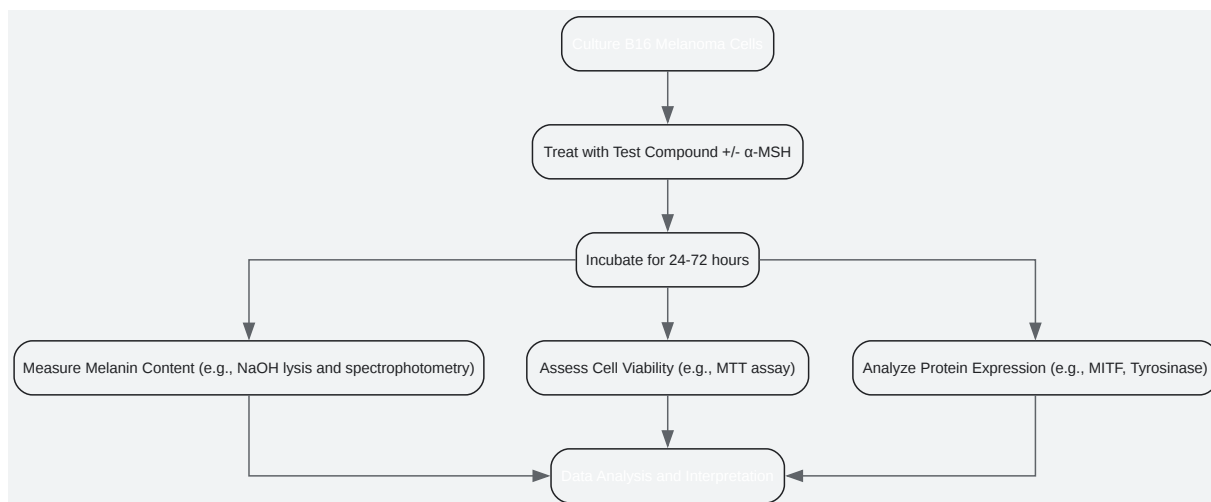 Culture B16 Melanoma Cells
Treat with Test Compound +/- α-MSH
Incubate for 24-72 hours
Measure Melanin Content (e.g., NaOH lysis and spectrophotometry)
Assess Cell Viability (e.g., MTT assay)
Analyze Protein Expression (e.g., MITF, Tyrosinase)
Data Analysis and Interpretation